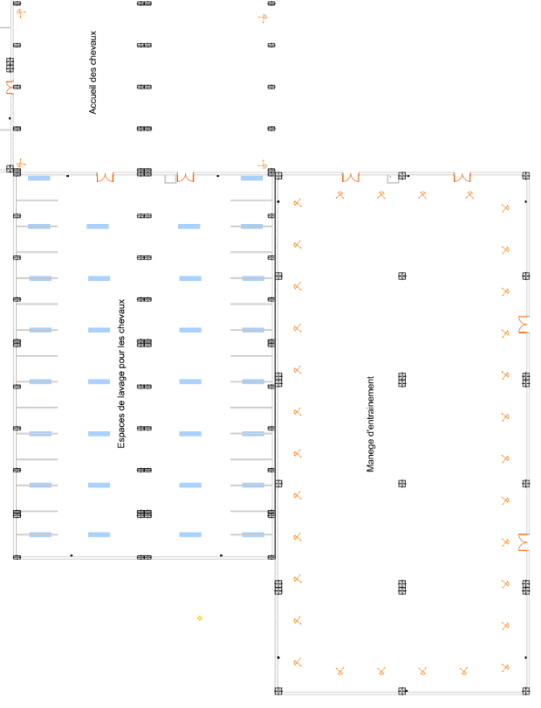 Accueil des chevaux
Espaces de lavage pour les chevaux
Manege d'entrainement